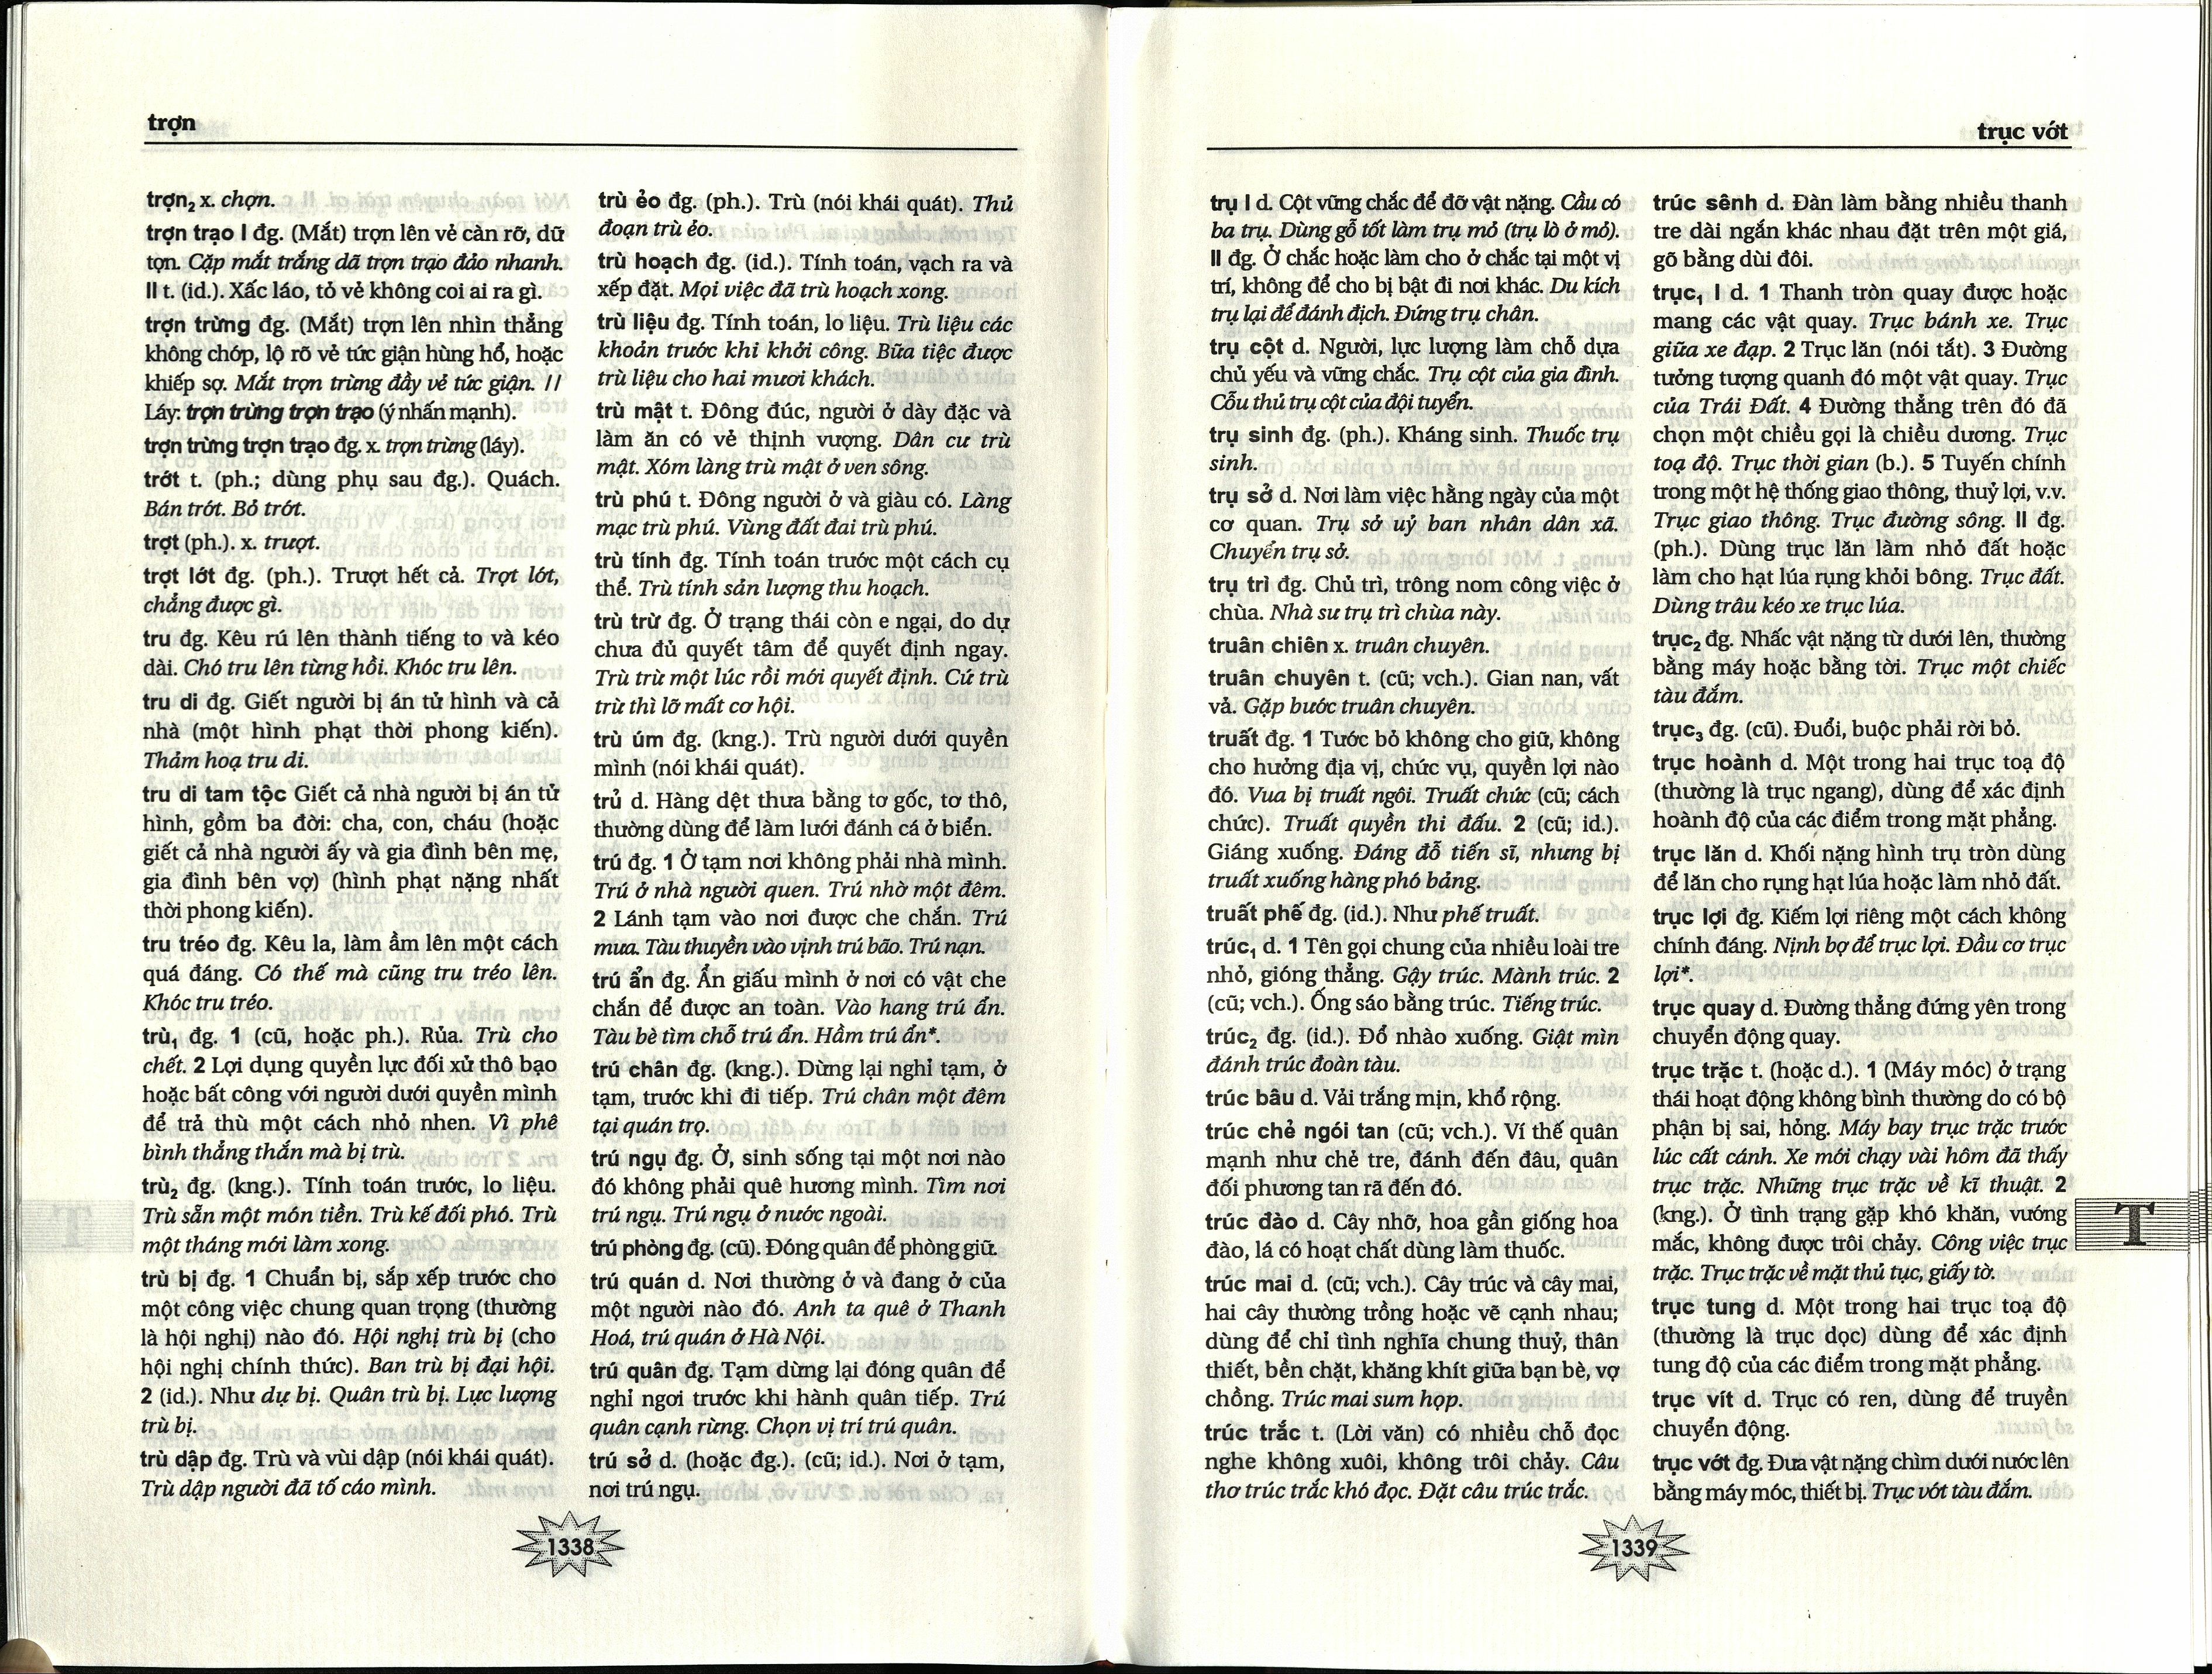 trợn
trợn₂ x. chợn.
trợn trạo I đg. (Mắt) trợn lên vẻ càn rỡ, dữ
tợn. Cặp mắt trắng dã trợn trạo đảo nhanh.
II t. (id.). Xấc láo, tỏ vẻ không coi ai ra gì.
trợn trừng đg. (Mắt) trợn lên nhìn thẳng
không chớp, lộ rõ vẻ tức giận hùng hổ, hoặc
khiếp sợ. Mắt trợn trừng đầy vẻ tức giận. //
Láy: trợn trừng trợn trạo (ý nhấn mạnh).
trợn trừng trợn trạo đg. x. trợn trừng (láy).
trớt t. (ph.; dùng phụ sau đg.). Quách.
Bán trớt. Bỏ trớt.
trợt (ph.). x. trượt.
trợt lớt đg. (ph.). Trượt hết cả. Trợt lớt,
chẳng được gì.
tru đg. Kêu rú lên thành tiếng to và kéo
dài. Chó tru lên từng hồi. Khóc tru lên.
tru di đg. Giết người bị án tử hình và cả
nhà (một hình phạt thời phong kiến).
Thảm hoạ tru di.
tru di tam tộc Giết cả nhà người bị án tử
hình, gồm ba đời: cha, con, cháu (hoặc
giết cả nhà người ấy và gia đình bên mẹ,
gia đình bên vợ) (hình phạt nặng nhất
thời phong kiến).
tru tréo đg. Kêu la, làm ầm lên một cách
quá đáng. Có thế mà cũng tru tréo lên.
Khóc tru tréo.
trù₁ đg. 1 (cũ, hoặc ph.). Rủa. Trù cho
chết. 2 Lợi dụng quyền lực đối xử thô bạo
hoặc bất công với người dưới quyền mình
để trả thù một cách nhỏ nhen. Vì phê
bình thẳng thắn mà bị trù.
trù₂ đg. (kng.). Tính toán trước, lo liệu.
Trù sẵn một món tiền. Trù kế đối phó. Trù
một tháng mới làm xong.
trù bị đg. 1 Chuẩn bị, sắp xếp trước cho
một công việc chung quan trọng (thường
là hội nghị) nào đó. Hội nghị trù bị (cho
hội nghị chính thức). Ban trù bị đại hội.
2 (id.). Như dự bị. Quân trù bị. Lực lượng
trù bị.
trù dập đg. Trù và vùi dập (nói khái quát).
Trù dập người đã tố cáo mình.
trù ẻo đg. (ph.). Trù (nói khái quát). Thủ
đoạn trù ẻo.
trù hoạch đg. (id.). Tính toán, vạch ra và
xếp đặt. Mọi việc đã trù hoạch xong.
trù liệu đg. Tính toán, lo liệu. Trù liệu các
khoản trước khi khởi công. Bữa tiệc được
trù liệu cho hai mươi khách.
trù mật t. Đông đúc, người ở dày đặc và
làm ăn có vẻ thịnh vượng. Dân cư trù
mật. Xóm làng trù mật ở ven sông.
trù phú t. Đông người ở và giàu có. Làng
mạc trù phú. Vùng đất đai trù phú.
trù tính đg. Tính toán trước một cách cụ
thể. Trù tính sản lượng thu hoạch.
trù trừ đg. Ở trạng thái còn e ngại, do dự
chưa đủ quyết tâm để quyết định ngay.
Trù trừ một lúc rồi mới quyết định. Cứ trù
trừ thì lỡ mất cơ hội.
trù úm đg. (kng.). Trù người dưới quyền
mình (nói khái quát).
trủ d. Hàng dệt thưa bằng tơ gốc, tơ thô,
thường dùng để làm lưới đánh cá ở biển.
trú đg. 1 Ở tạm nơi không phải nhà mình.
Trú ở nhà người quen. Trú nhờ một đêm.
2 Lánh tạm vào nơi được che chắn. Trú
mưa. Tàu thuyền vào vịnh trú bão. Trú nạn.
trú ẩn đg. Ẩn giấu mình ở nơi có vật che
chắn để được an toàn. Vào hang trú ẩn.
Tàu bè tìm chỗ trú ẩn. Hầm trú ẩn*.
trú chân đg. (kng.). Dừng lại nghỉ tạm, ở
tạm, trước khi đi tiếp. Trú chân một đêm
tại quán trọ.
trú ngụ đg. Ở, sinh sống tại một nơi nào
đó không phải quê hương mình. Tìm nơi
trú ngụ. Trú ngụ ở nước ngoài.
trú phòng đg. (cũ). Đóng quân để phòng giữ.
trú quán d. Nơi thường ở và đang ở của
một người nào đó. Anh ta quê ở Thanh
Hoá, trú quán ở Hà Nội.
trú quân đg. Tạm dừng lại đóng quân để
nghỉ ngơi trước khi hành quân tiếp. Trú
quân cạnh rừng. Chọn vị trí trú quân.
trú sở d. (hoặc đg.). (cũ; id.). Nơi ở tạm,
nơi trú ngụ.
1338
trục vớt
trụ I d. Cột vững chắc để đỡ vật nặng. Cầu có
ba trụ. Dùng gỗ tốt làm trụ mỏ (trụ lò ở mỏ).
II đg. Ở chắc hoặc làm cho ở chắc tại một vị
trí, không để cho bị bật đi nơi khác. Du kích
trụ lại để đánh địch. Đứng trụ chân.
trụ cột d. Người, lực lượng làm chỗ dựa
chủ yếu và vững chắc. Trụ cột của gia đình.
Cầu thủ trụ cột của đội tuyển.
trụ sinh đg. (ph.). Kháng sinh. Thuốc trụ
sinh.
trụ sở d. Nơi làm việc hằng ngày của một
cơ quan. Trụ sở uỷ ban nhân dân xã.
Chuyển trụ sở.
trụ trì đg. Chủ trì, trông nom công việc ở
chùa. Nhà sư trụ trì chùa này.
truân chiên x. truân chuyên.
truân chuyên t. (cũ; vch.). Gian nan, vất
vả. Gặp bước truân chuyên.
truất đg. 1 Tước bỏ không cho giữ, không
cho hưởng địa vị, chức vụ, quyền lợi nào
đó. Vua bị truất ngôi. Truất chức (cũ; cách
chức). Truất quyền thi đấu. 2 (cũ; id.).
Giáng xuống. Đáng đỗ tiến sĩ, nhưng bị
truất xuống hàng phó bảng.
truất phế đg. (id.). Như phế truất.
trúc₁ d. 1 Tên gọi chung của nhiều loài tre
nhỏ, gióng thẳng. Gậy trúc. Mành trúc. 2
(cũ; vch.). Ống sáo bằng trúc. Tiếng trúc.
trúc₂ đg. (id.). Đổ nhào xuống. Giật mìn
đánh trúc đoàn tàu.
trúc bâu d. Vải trắng mịn, khổ rộng.
trúc chẻ ngói tan (cũ; vch.). Ví thế quân
mạnh như chẻ tre, đánh đến đâu, quân
đối phương tan rã đến đó.
trúc đào d. Cây nhỡ, hoa gần giống hoa
đào, lá có hoạt chất dùng làm thuốc.
trúc mai d. (cũ; vch.). Cây trúc và cây mai,
hai cây thường trồng hoặc vẽ cạnh nhau;
dùng để chỉ tình nghĩa chung thuỷ, thân
thiết, bền chặt, khăng khít giữa bạn bè, vợ
chồng. Trúc mai sum họp.
trúc trắc t. (Lời văn) có nhiều chỗ đọc
nghe không xuôi, không trôi chảy. Câu
thơ trúc trắc khó đọc. Đặt câu trúc trắc.
trúc sênh d. Đàn làm bằng nhiều thanh
tre dài ngắn khác nhau đặt trên một giá,
gõ bằng dùi đôi.
trục₁ I d. 1 Thanh tròn quay được hoặc
mang các vật quay. Trục bánh xe. Trục
giữa xe đạp. 2 Trục lăn (nói tắt). 3 Đường
tưởng tượng quanh đó một vật quay. Trục
của Trái Đất. 4 Đường thẳng trên đó đã
chọn một chiều gọi là chiều dương. Trục
toạ độ. Trục thời gian (b.). 5 Tuyến chính
trong một hệ thống giao thông, thuỷ lợi, v.v.
Trục giao thông. Trục đường sông. II đg.
(ph.). Dùng trục lăn làm nhỏ đất hoặc
làm cho hạt lúa rụng khỏi bông. Trục đất.
Dùng trâu kéo xe trục lúa.
trục₂ đg. Nhấc vật nặng từ dưới lên, thường
bằng máy hoặc bằng tời. Trục một chiếc
tàu đắm.
trục₃ đg. (cũ). Đuổi, buộc phải rời bỏ.
trục hoành d. Một trong hai trục toạ độ
(thường là trục ngang), dùng để xác định
hoành độ của các điểm trong mặt phẳng.
trục lăn d. Khối nặng hình trụ tròn dùng
để lăn cho rụng hạt lúa hoặc làm nhỏ đất.
trục lợi đg. Kiếm lợi riêng một cách không
chính đáng. Nịnh bợ để trục lợi. Đầu cơ trục
lợi*.
trục quay d. Đường thẳng đứng yên trong
chuyển động quay.
trục trặc t. (hoặc d.). 1 (Máy móc) ở trạng
thái hoạt động không bình thường do có bộ
phận bị sai, hỏng. Máy bay trục trặc trước
lúc cất cánh. Xe mới chạy vài hôm đã thấy
trục trặc. Những trục trặc về kĩ thuật. 2
(kng.). Ở tình trạng gặp khó khăn, vướng
mắc, không được trôi chảy. Công việc trục
trặc. Trục trặc về mặt thủ tục, giấy tờ.
trục tung d. Một trong hai trục toạ độ
(thường là trục dọc) dùng để xác định
tung độ của các điểm trong mặt phẳng.
trục vít d. Trục có ren, dùng để truyền
chuyển động.
trục vớt đg. Đưa vật nặng chìm dưới nước lên
bằng máy móc, thiết bị. Trục vớt tàu đắm.
T
1339